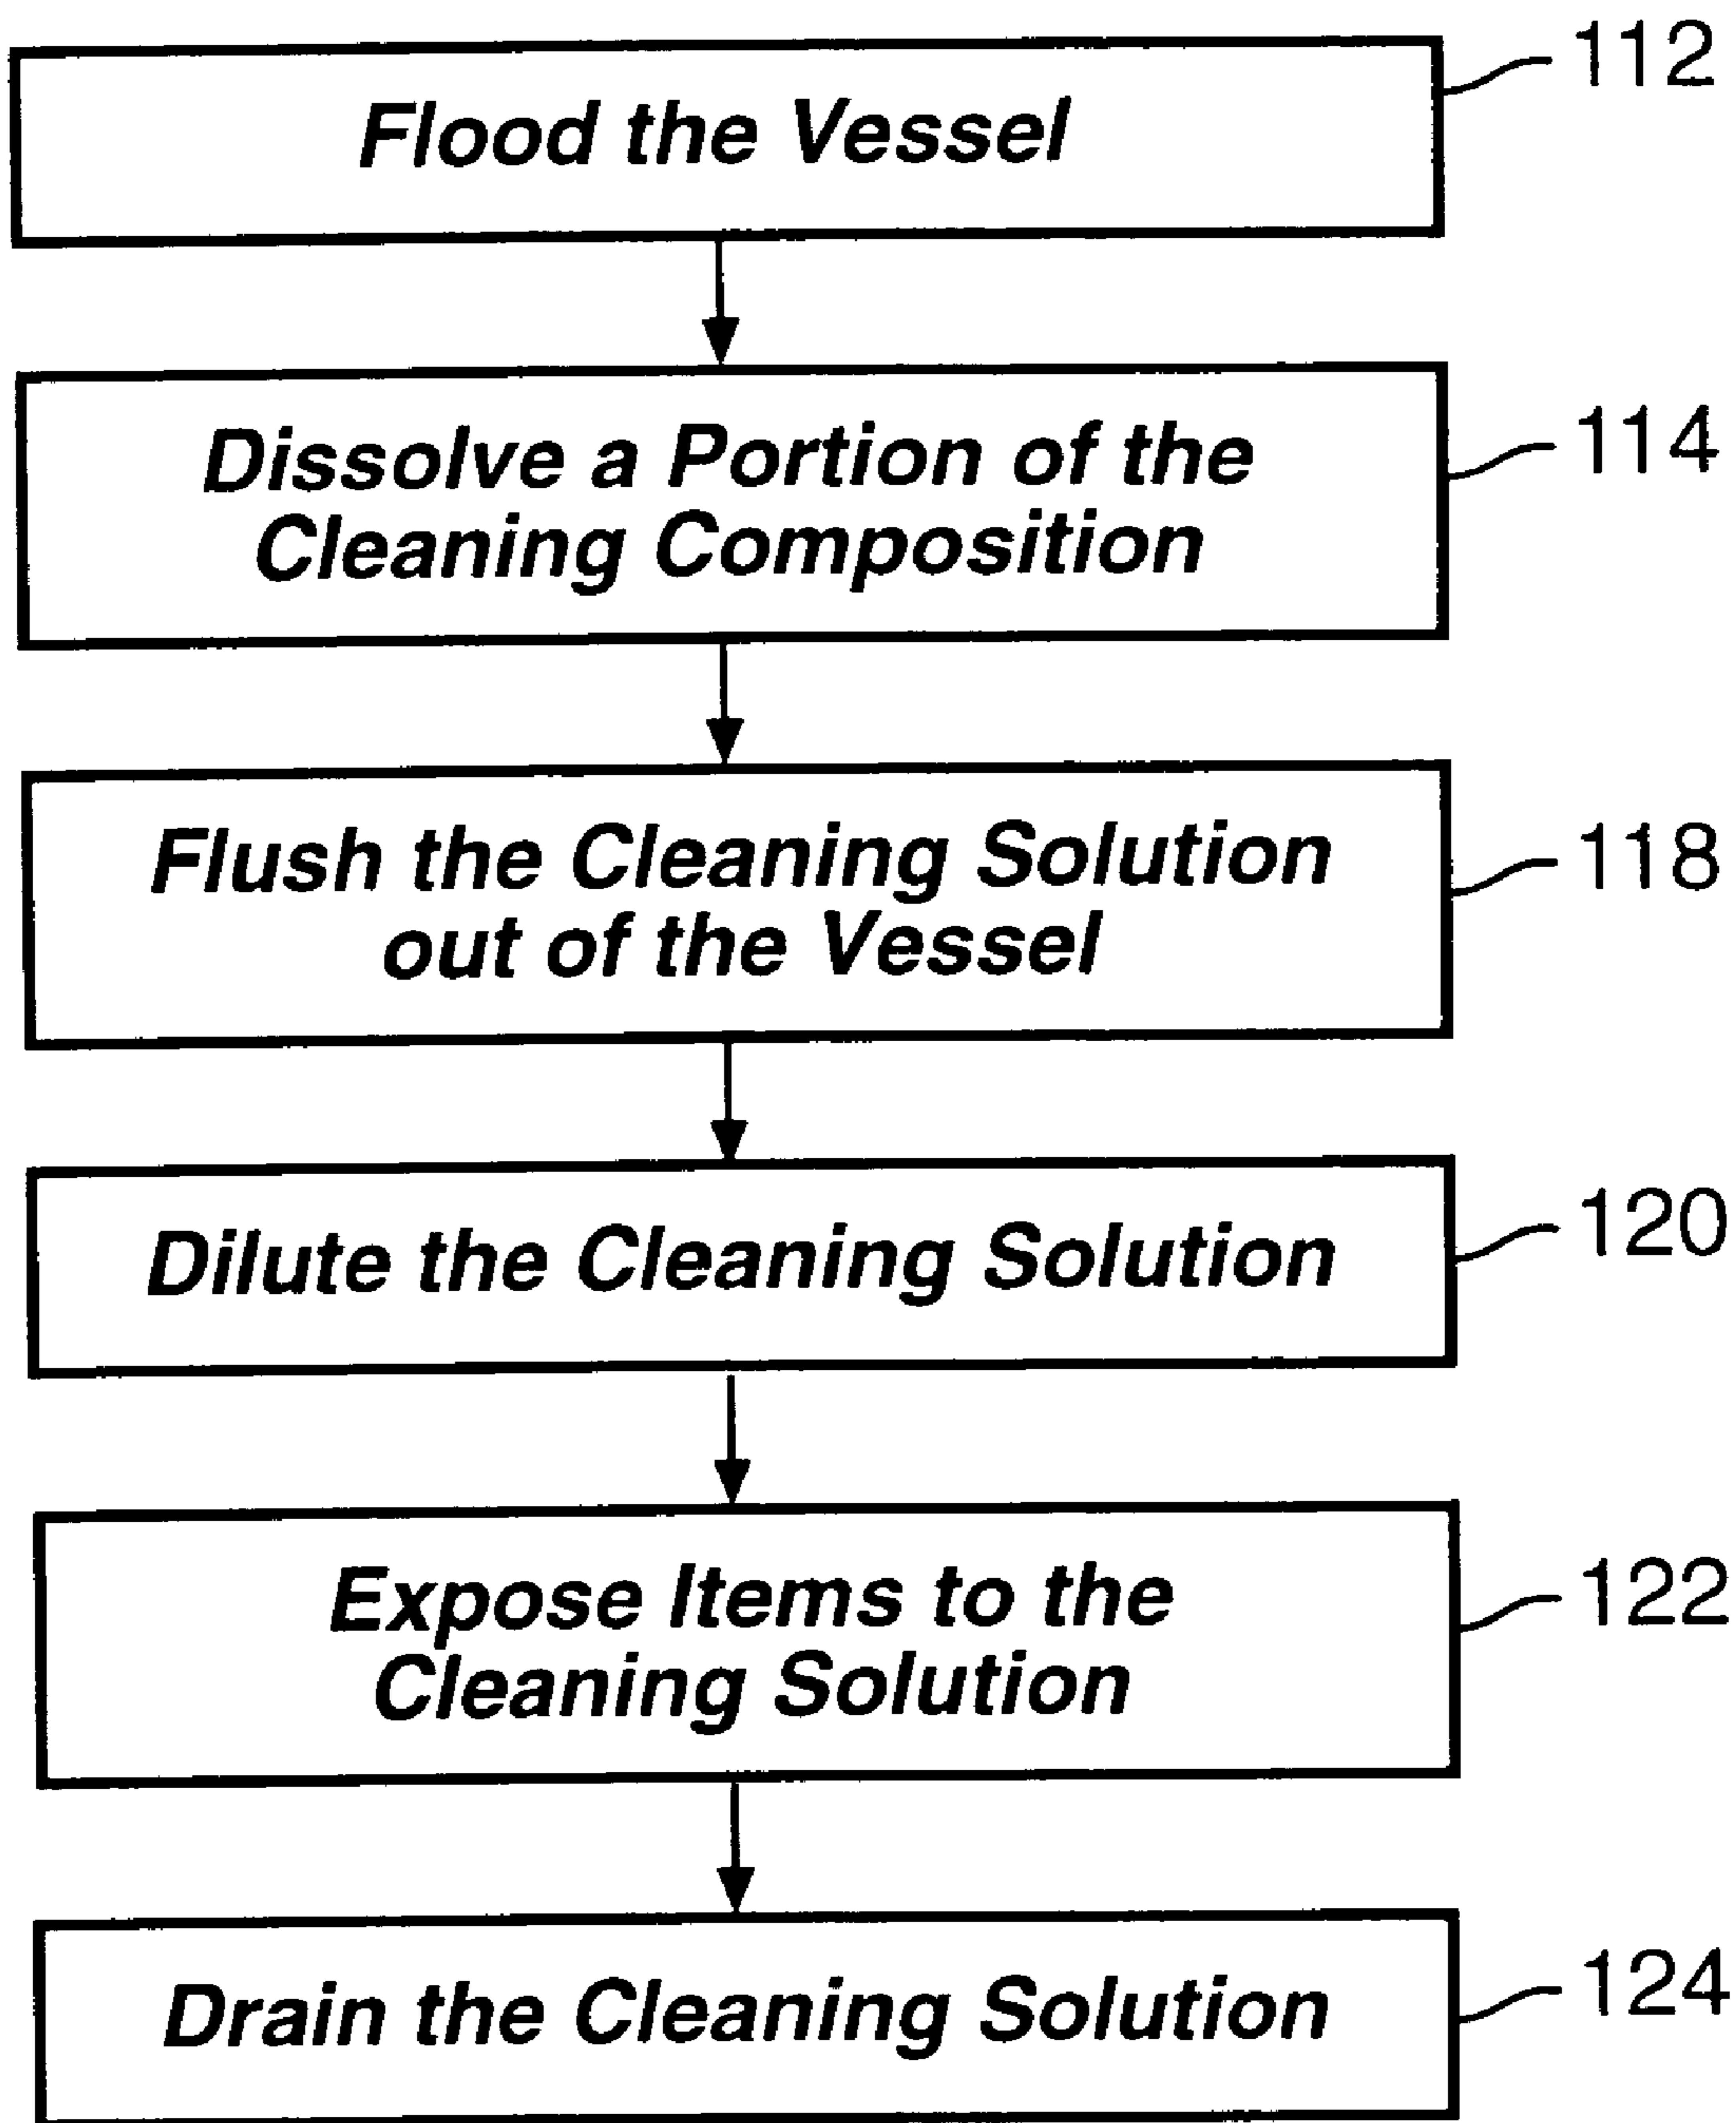 Flood the Vessel
112
Dissolve a Portion of the
Cleaning Composition
114
Flush the Cleaning Solution
out of the Vessel
118
Dilute the Cleaning Solution
120
Expose Items to the
Cleaning Solution
122
Drain the Cleaning Solution
124